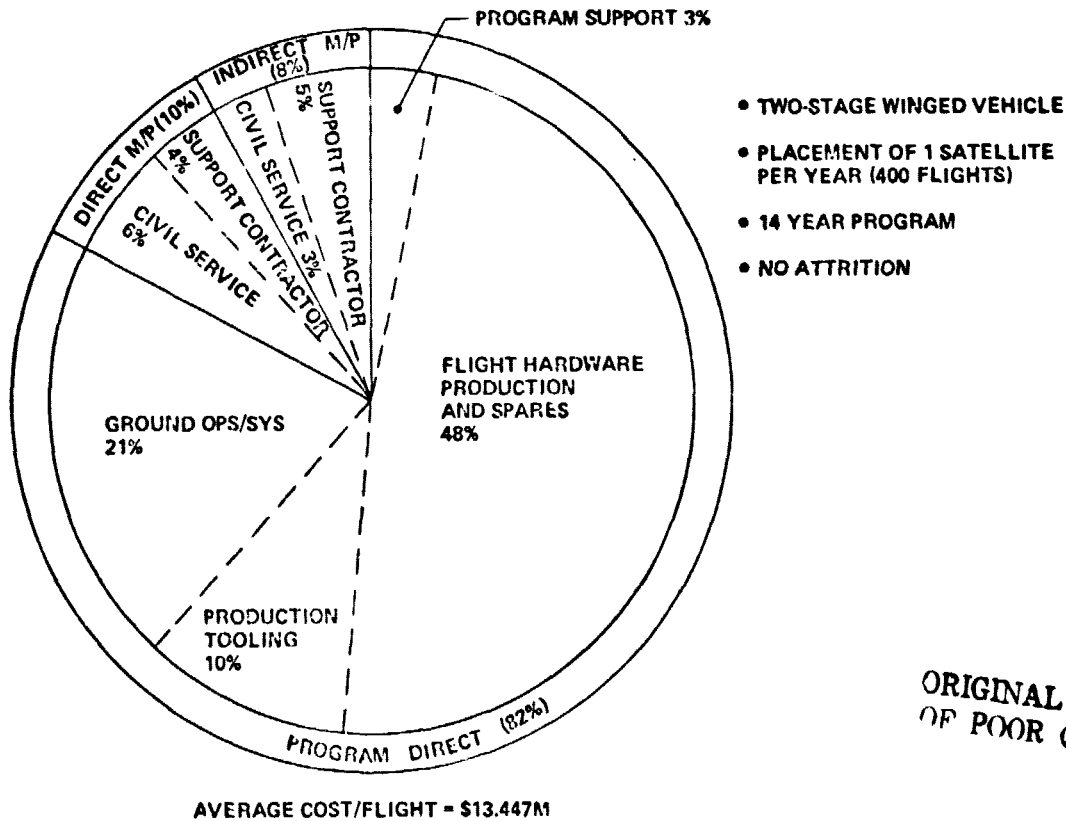 PROGRAM SUPPORT 3%
INDIRECT M/P
(8%)
DIRECT M/P (10%)
SUPPORT CONTRACTOR
5%
CIVIL SERVICE 3%
SUPPORT CONTRACTOR
4%
CIVIL SERVICE
6%
• TWO-STAGE WINGED VEHICLE
• PLACEMENT OF 1 SATELLITE
PER YEAR (400 FLIGHTS)
• 14 YEAR PROGRAM
• NO ATTRITION
FLIGHT HARDWARE
PRODUCTION
AND SPARES
48%
GROUND OPS/SYS
21%
PRODUCTION
TOOLING
10%
PROGRAM DIRECT (82%)
ORIGINAL
OF POOR
AVERAGE COST/FLIGHT = $13.447M